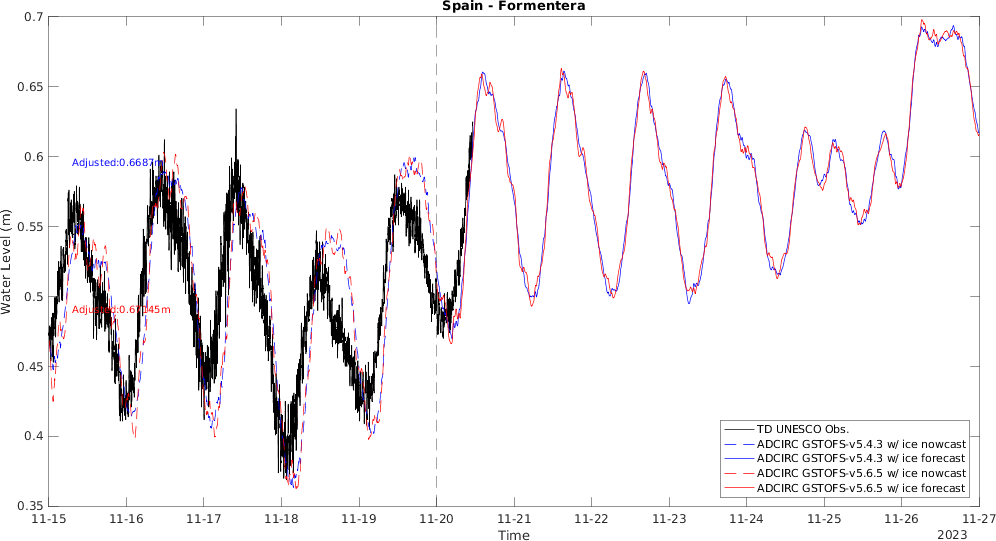 Spain - Formentera
0.7
0.65
0.6
0.55
0.5
0.45
0.4
0.35
Water Level (m)
Adjusted:0.6687m
Adjusted:0.67145m
TD UNESCO Obs.
ADCIRC GSTOFS-v5.4.3 w/ ice nowcast
ADCIRC GSTOFS-v5.4.3 w/ ice forecast
ADCIRC GSTOFS-v5.6.5 w/ ice nowcast
ADCIRC GSTOFS-v5.6.5 w/ ice forecast
11-15 11-16 11-17 11-18 11-19 11-20 11-21 11-22 11-23 11-24 11-25 11-26 11-27
Time
2023